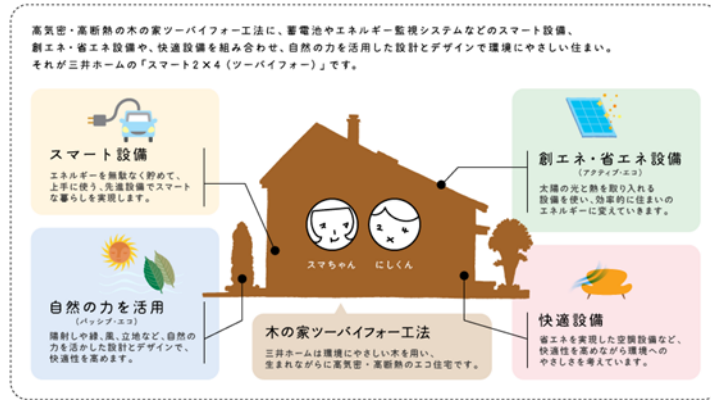 高気密・高断熱の木の家ツーバイフォー工法に、蓄電池やエネルギー監視システムなどのスマート設備、
創エネ・省エネ設備や、快適設備を組み合わせ、自然の力を活用した設計とデザインで環境にやさしい住まい。
それが三井ホームの「スマート2×4（ツーバイフォー）」です。
スマート設備
エネルギーを無駄なく貯めて、
上手に使う、先進設備でスマート
な暮らしを実現します。
創エネ・省エネ設備
（アクティブ・エコ）
太陽の光と熱を取り入れる
設備を使い、効率的に住まいの
エネルギーに変えていきます。
スマちゃん
にしくん
自然の力を活用
（パッシブ・エコ）
陽射しや緑、風、立地など、自然の
力を活かした設計とデザインで、
快適性を高めます。
木の家ツーバイフォー工法
三井ホームは環境にやさしい木を用い、
生まれながらに高気密・高断熱のエコ住宅です。
快適設備
省エネを実現した空調設備など、
快適性を高めながら環境への
やさしさを考えています。